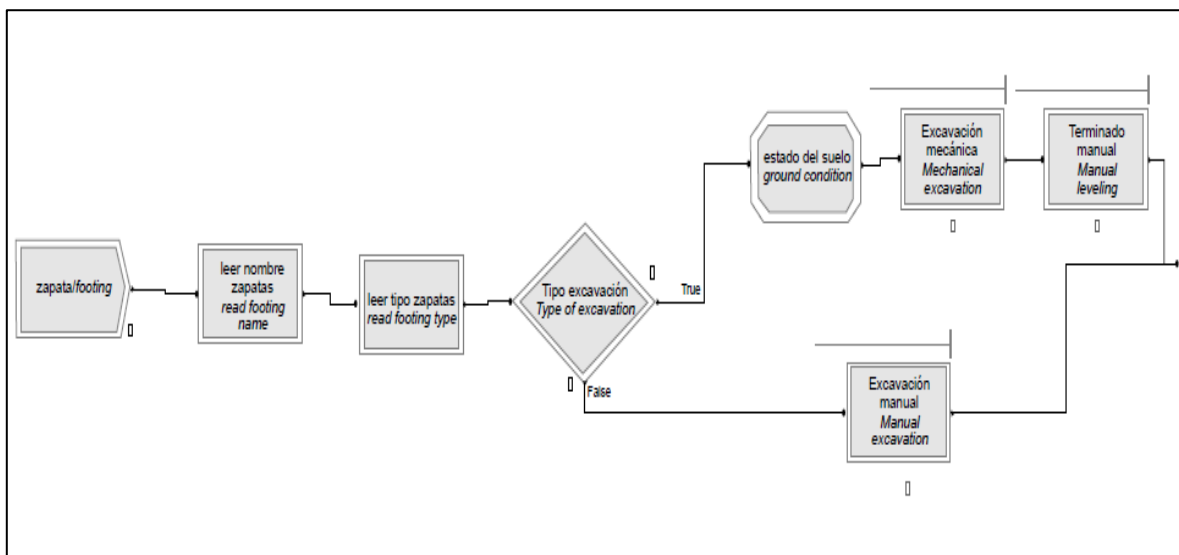 zapata/footing
leer nombre
zapatas
read footing
name
leer tipo zapatas
read footing type
Tipo excavación
Type of excavation
True
False
estado del suelo
ground condition
Excavación
mecánica
Mechanical
excavation
Terminado
manual
Manual
leveling
Excavación
manual
Manual
excavation